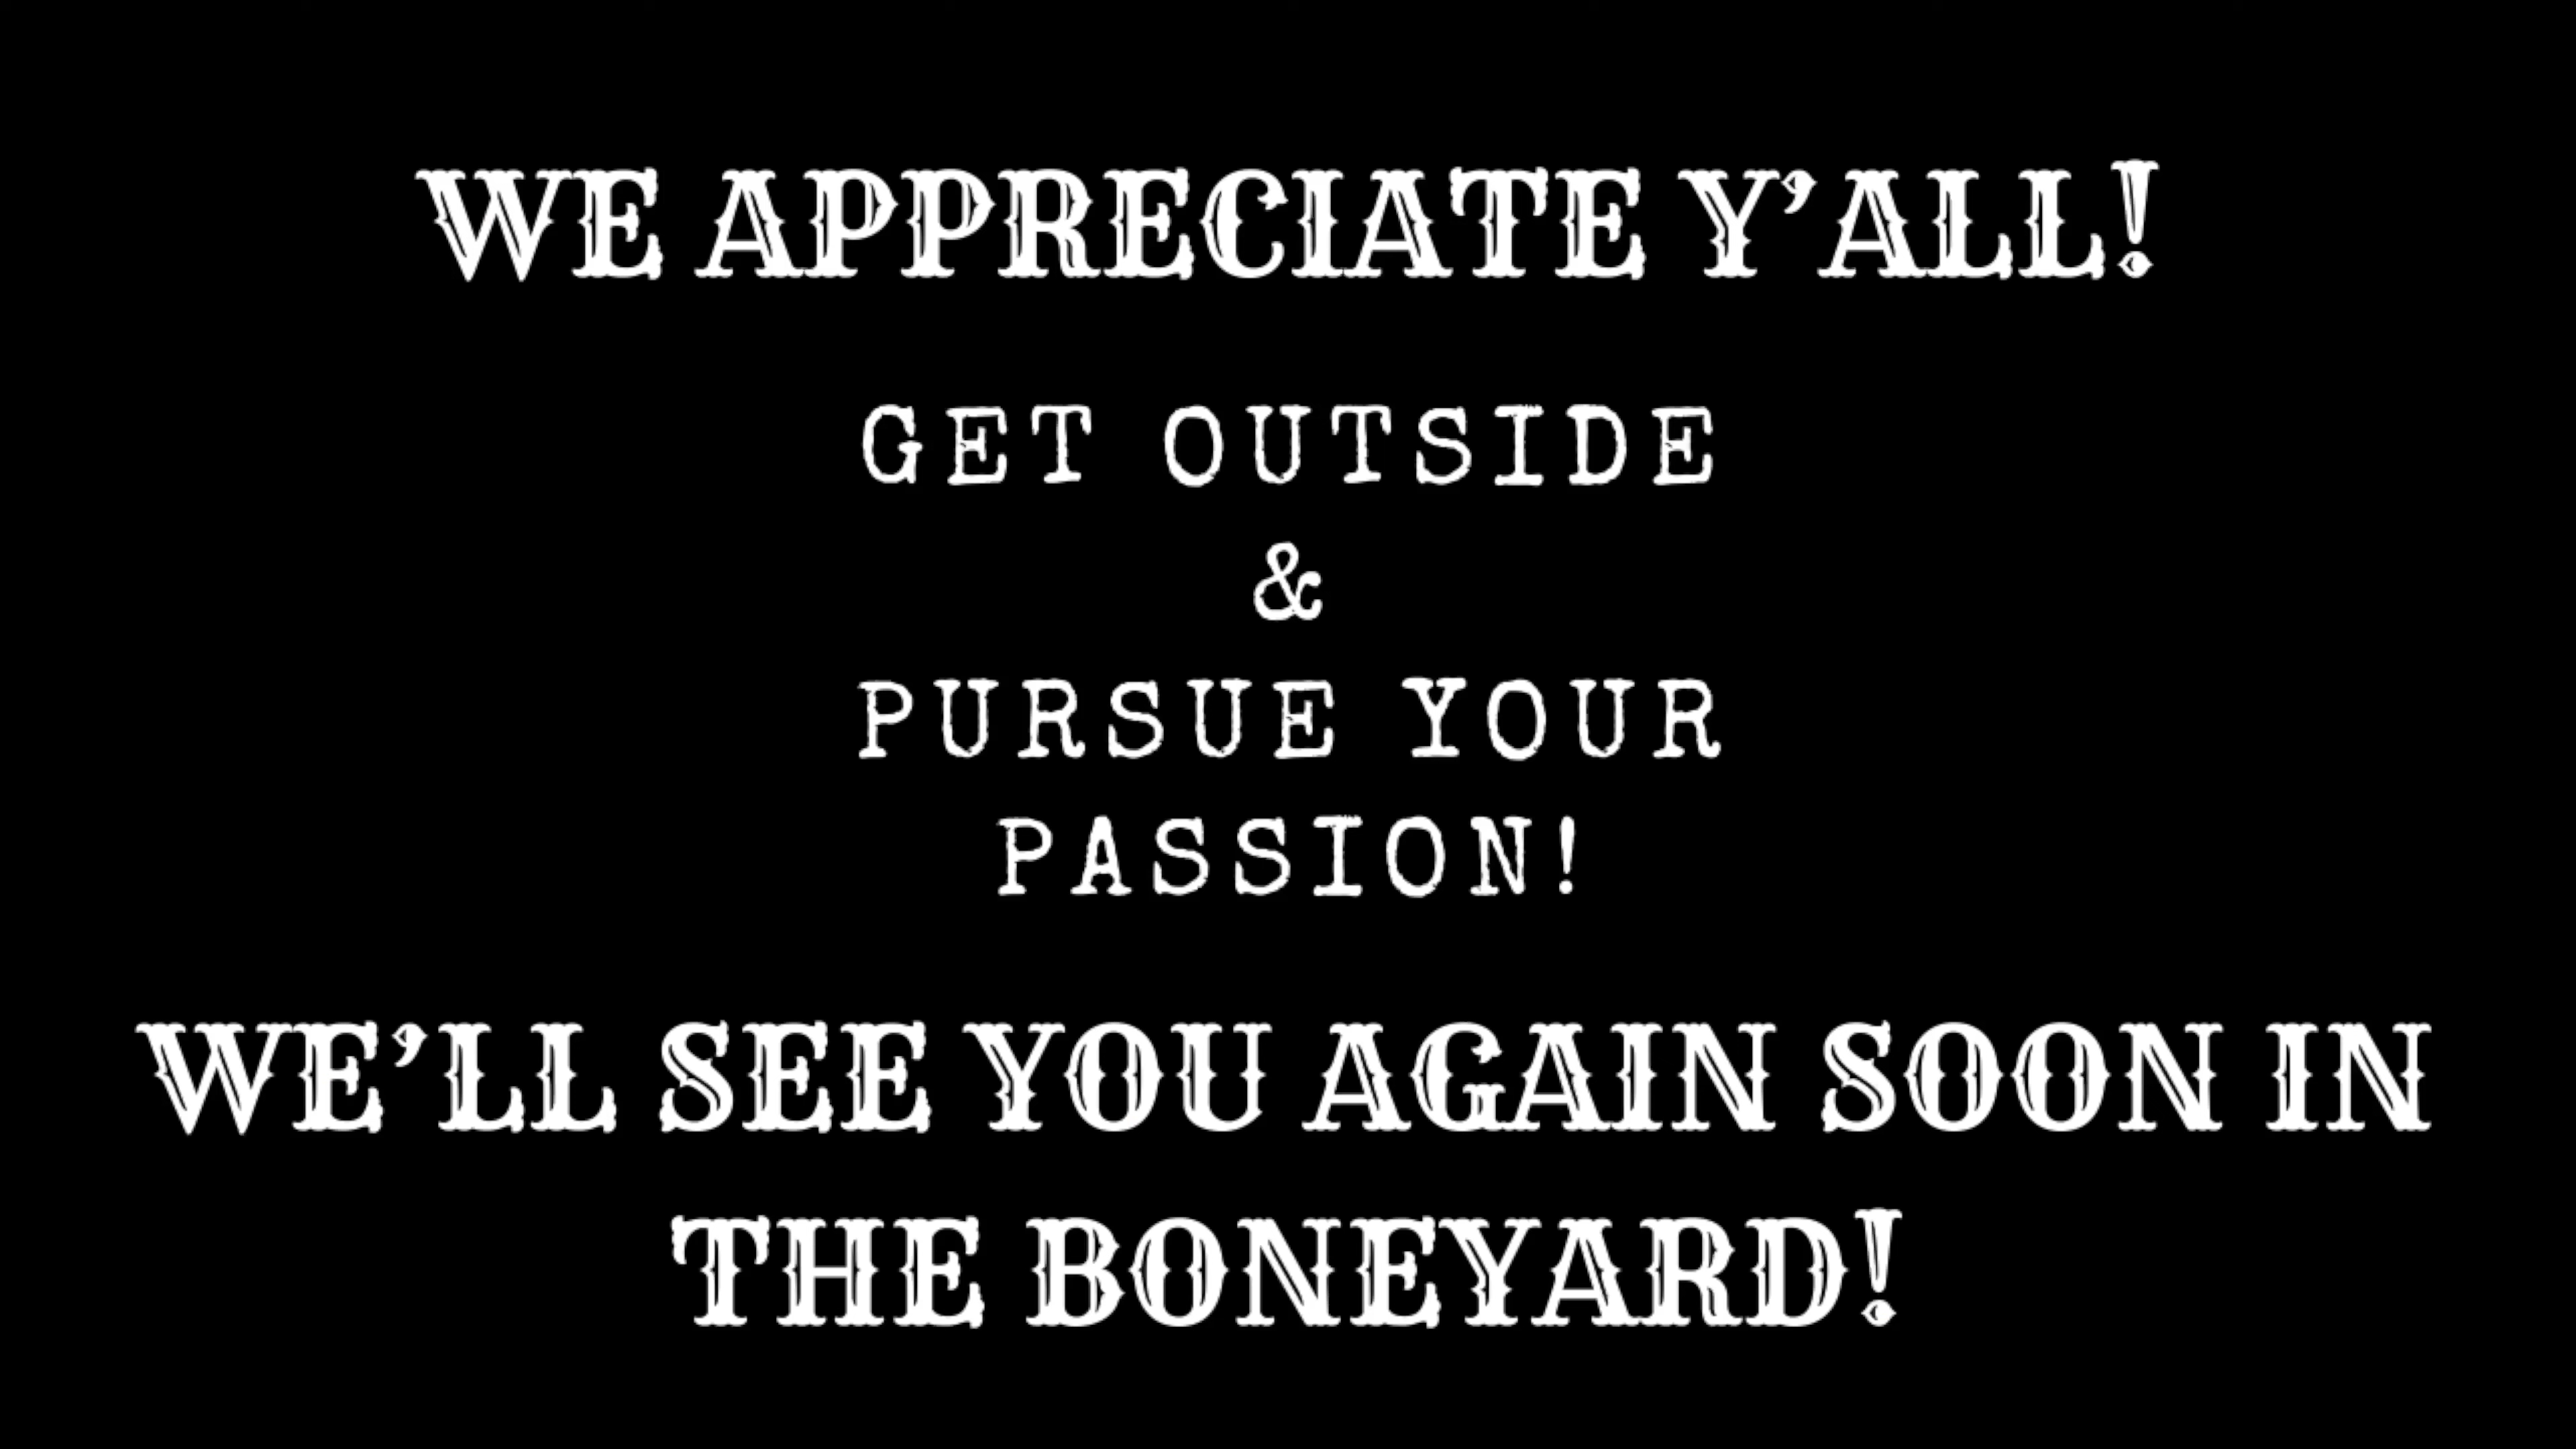 WE APPRECIATE Y’ALL!
GET OUTSIDE
&
PURSUE YOUR
PASSION!
WE’LL SEE YOU AGAIN SOON IN
THE BONEYARD!